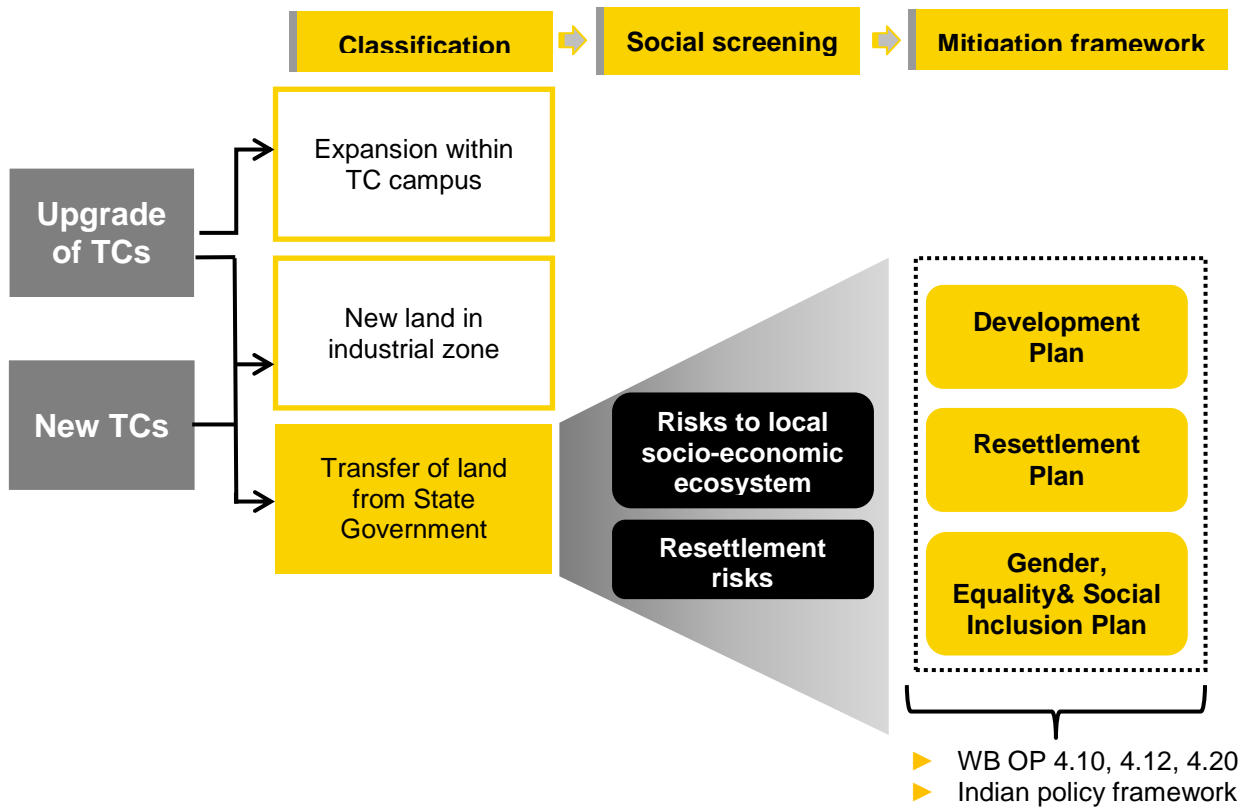 Classification
Social screening
Mitigation framework
Expansion within
TC campus
Upgrade
of TCs
New land in
industrial zone
New TCs
Transfer of land
from State
Government
Risks to local
socio-economic
ecosystem
Resettlement
risks
Development
Plan
Resettlement
Plan
Gender,
Equality& Social
Inclusion Plan
WB OP 4.10, 4.12, 4.20
Indian policy framework